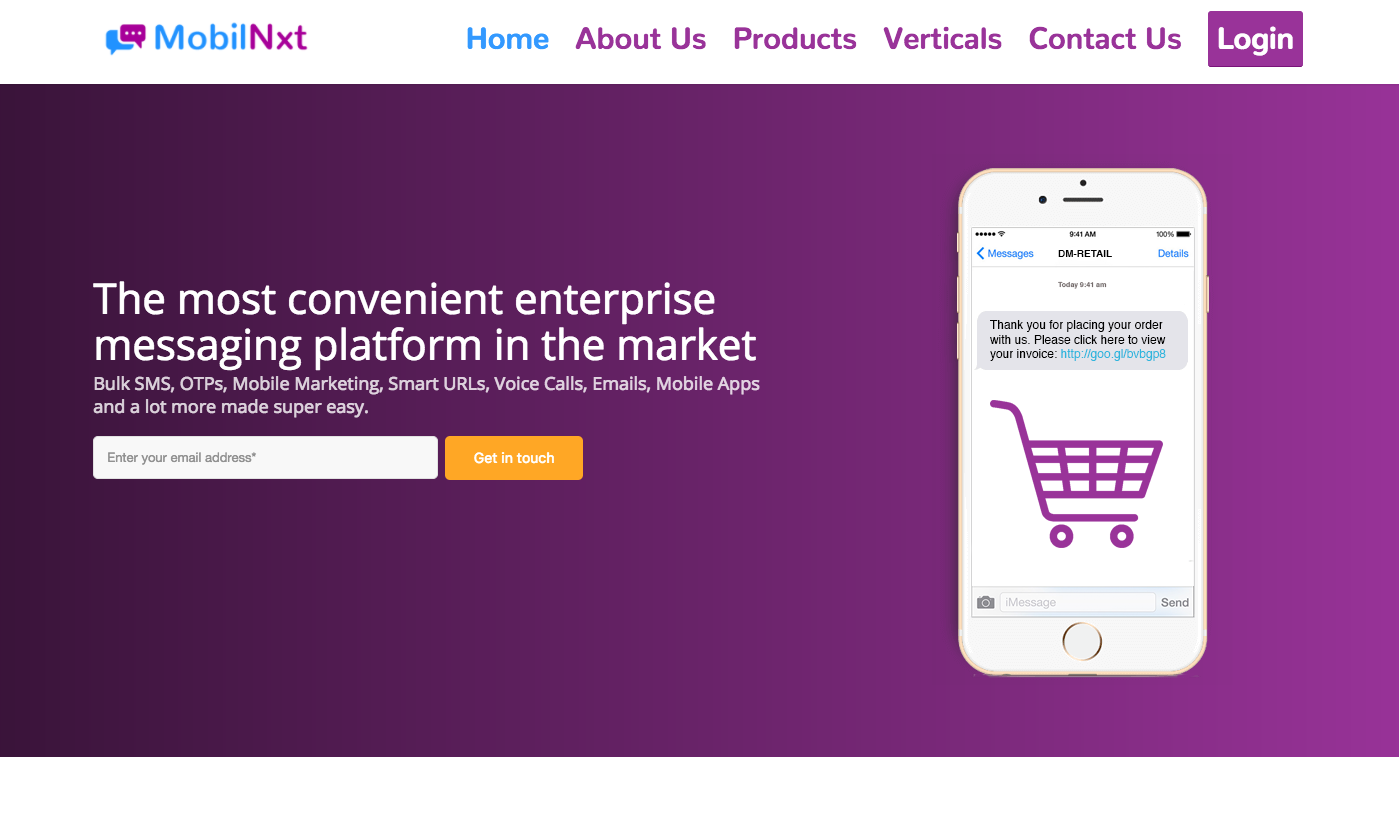 MobilNxt
Home About Us Products Verticals Contact Us Login
The most convenient enterprise
messaging platform in the market
Bulk SMS, OTPs, Mobile Marketing, Smart URLs, Voice Calls, Emails, Mobile Apps
and a lot more made super easy.
Enter your email address*
Get in touch
9:41 AM 100%
Messages DM-RETAIL Details
Today 9:41 am
Thank you for placing your order
with us. Please click here to view
your invoice: http://goo.gl/bvbgp8
iMessage Send